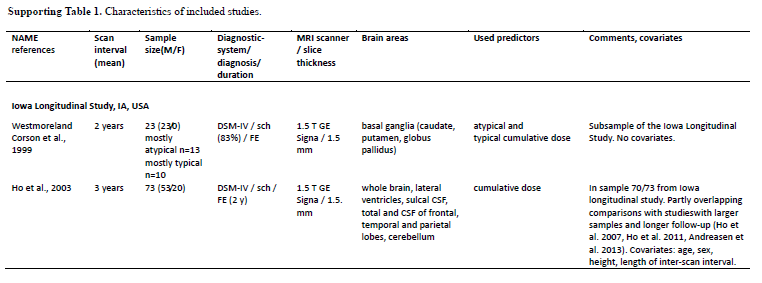 Supporting Table 1. Characteristics of included studies.
NAME references | Scan interval (mean) | Sample size(M/F) | Diagnostic-system/ diagnosis/ duration | MRI scanner / slice thickness | Brain areas | Used predictors | Comments, covariates
Iowa Longitudinal Study, IA, USA
Westmoreland Corson et al., 1999 | 2 years | 23 (23/0) mostly atypical n=13 mostly typical n=10 | DSM-IV / sch (83%) / FE | 1.5 T GE Signa / 1.5 mm | basal ganglia (caudate, putamen, globus pallidus) | atypical and typical cumulative dose | Subsample of the Iowa Longitudinal Study. No covariates.
Ho et al., 2003 | 3 years | 73 (53/20) | DSM-IV / sch / FE (2 y) | 1.5 T GE Signa / 1.5. mm | whole brain, lateral ventricles, sulcal CSF, total and CSF of frontal, temporal and parietal lobes, cerebellum | cumulative dose | In sample 70/73 from Iowa longitudinal study. Partly overlapping comparisons with studieswith larger samples and longer follow-up (Ho et al. 2007, Ho et al. 2011, Andreasen et al. 2013). Covariates: age, sex, height, length of inter-scan interval.